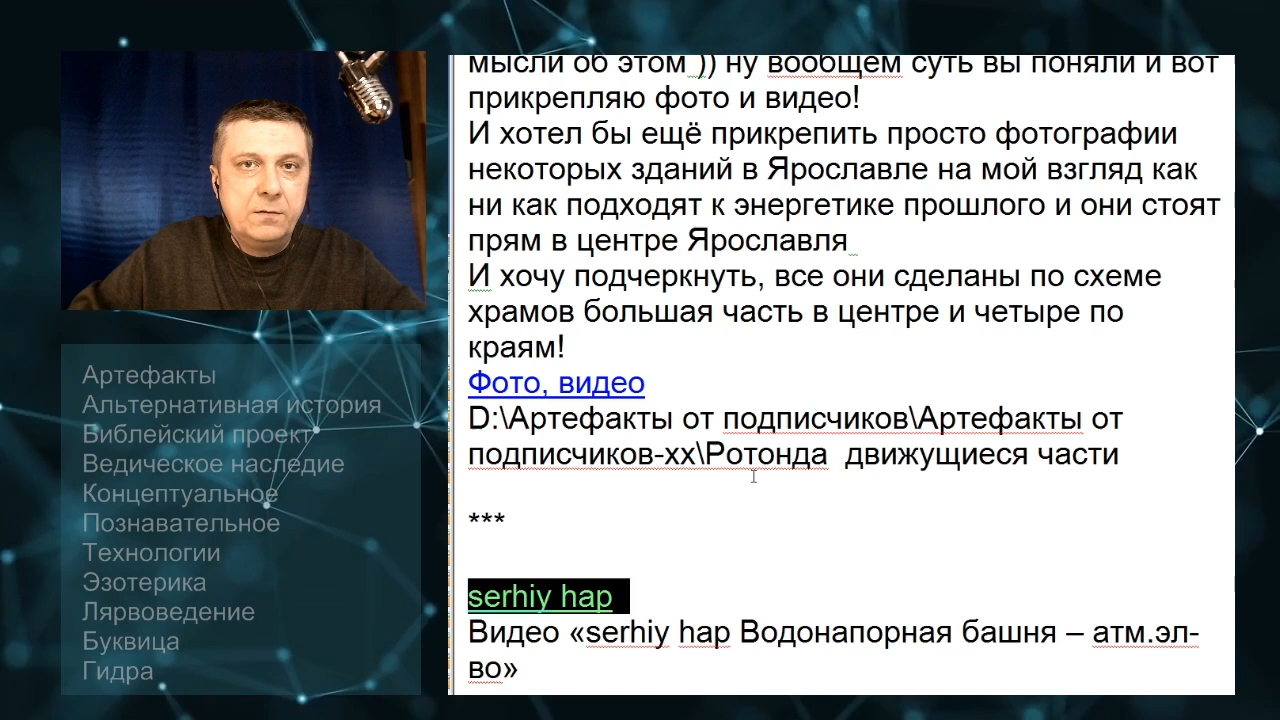 мысли об этом )) ну вообщем суть вы поняли и вот
прикрепляю фото и видео!
И хотел бы ещё прикрепить просто фотографии
некоторых зданий в Ярославле на мой взгляд как
ни как подходят к энергетике прошлого и они стоят
прям в центре Ярославля
И хочу подчеркнуть, все они сделаны по схеме
храмов большая часть в центре и четыре по
краям!
Фото, видео
D:\Артефакты от подписчиков\Артефакты от
подписчиков-хх\Ротонда движущиеся части
***
serhiy hap
Видео «serhiy hap Водонапорная башня – атм.эл-
во»
Артефакты
Альтернативная история
Библейский проект
Ведическое наследие
Концептуальное
Познавательное
Технологии
Эзотерика
Лярвоведение
Буквица
Гидра